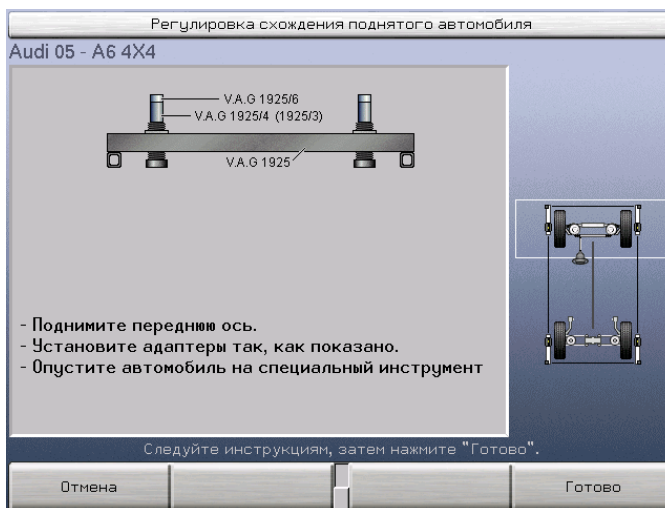 Регулировка схождения поднятого автомобиля
Audi 05 - A6 4X4
V.A.G 1925/6
V.A.G 1925/4 (1925/3)
V.A.G 1925
- Поднимите переднюю ось.
- Установите адаптеры так, как показано.
- Опустите автомобиль на специальный инструмент
Следуйте инструкциям, затем нажмите "Готово".
Отмена
Готово